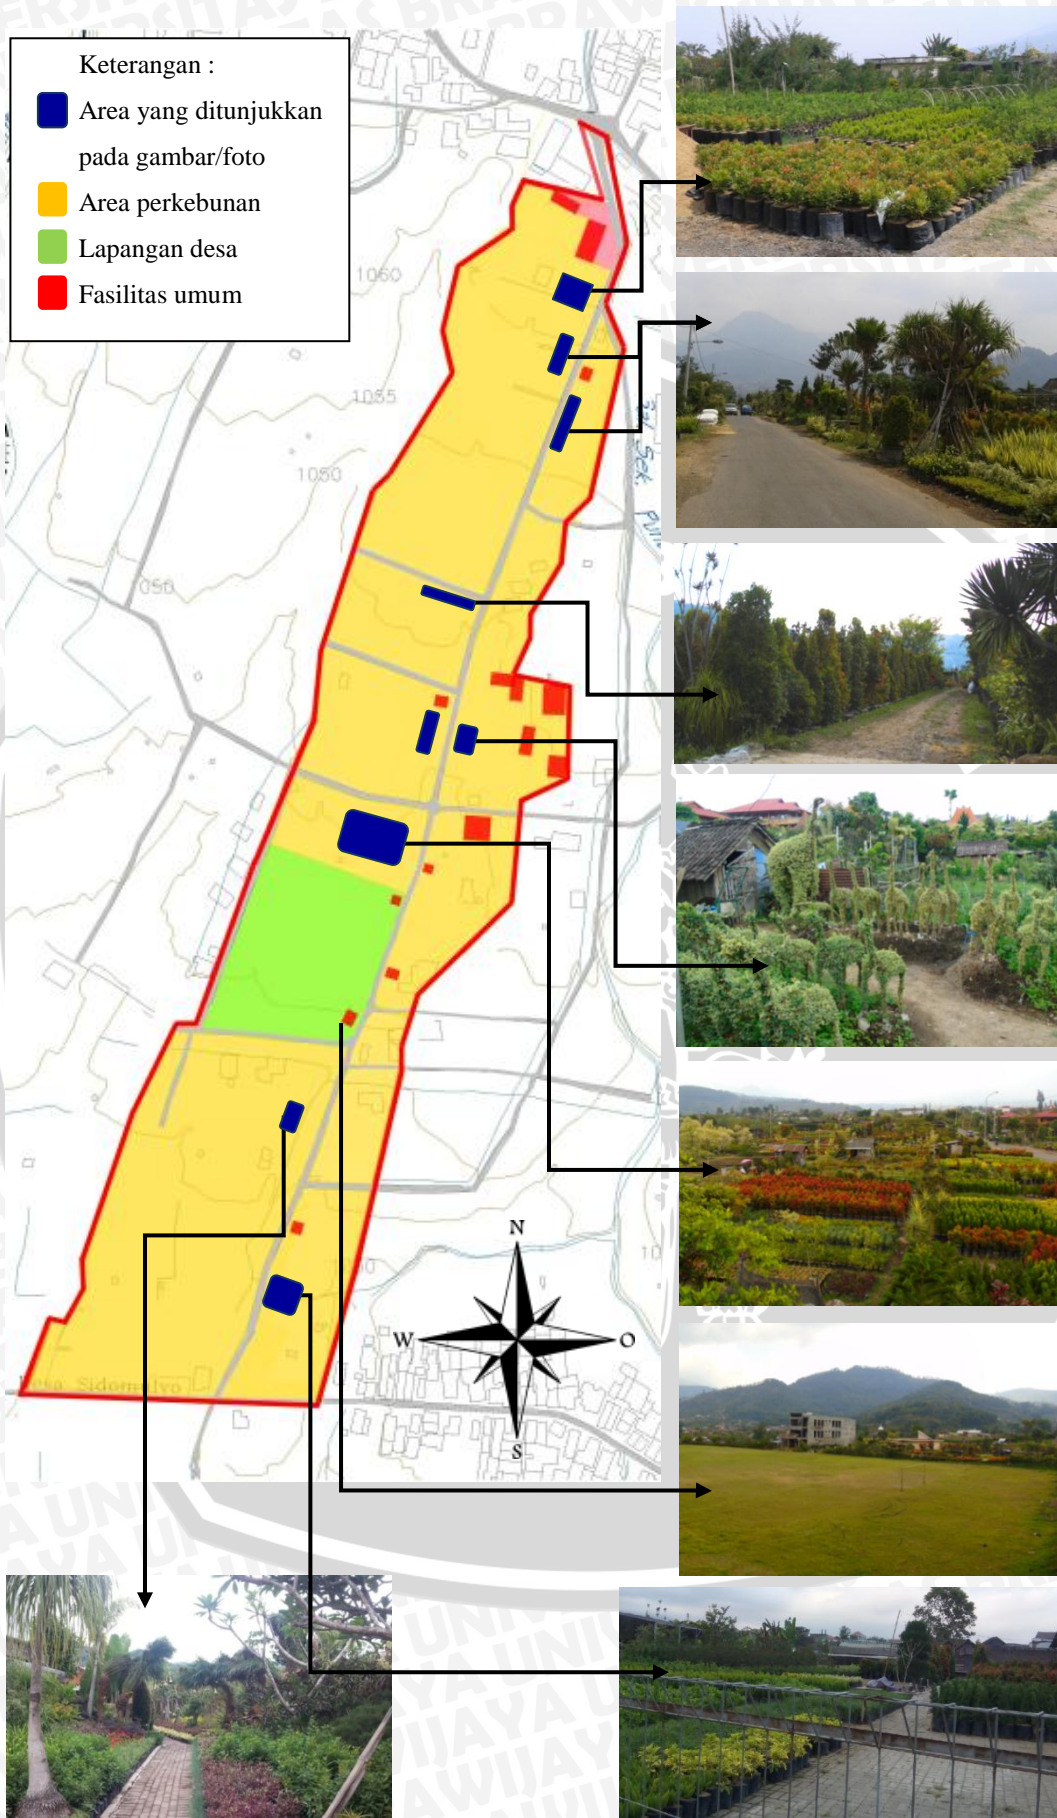 Keterangan :
Area yang ditunjukkan
pada gambar/foto
Area perkebunan
Lapangan desa
Fasilitas umum
1060
1055
1050
050
N
W
O
S
Desa Sidomulyo